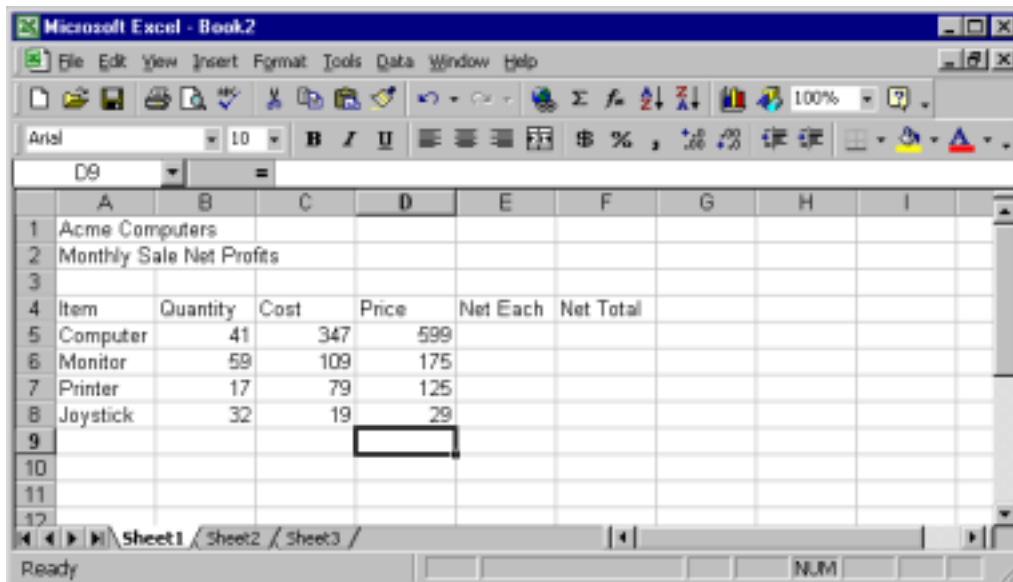 Microsoft Excel - Book2
File Edit View Insert Format Tools Data Window Help
100%
Arial 10 B I U $ % ,
D9 =
A B C D E F G H I
1 Acme Computers
2 Monthly Sale Net Profits
3
4 Item Quantity Cost Price Net Each Net Total
5 Computer 41 347 599
6 Monitor 59 109 175
7 Printer 17 79 125
8 Joystick 32 19 29
9
10
11
12
Sheet1 Sheet2 Sheet3
Ready NUM